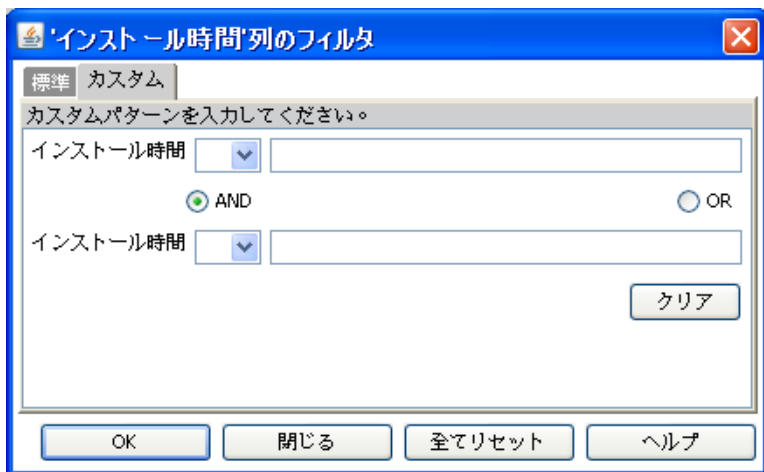 'インストール時間'列のフィルタ
標準 カスタム
カスタムパターンを入力してください。
インストール時間
AND OR
インストール時間
クリア
OK 閉じる 全てリセット ヘルプ